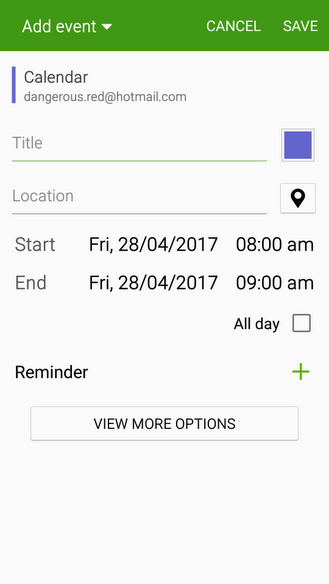 Add event CANCEL SAVE
Calendar
dangerous.red@hotmail.com
Title
Location
Start Fri, 28/04/2017 08:00 am
End Fri, 28/04/2017 09:00 am
All day
Reminder
VIEW MORE OPTIONS